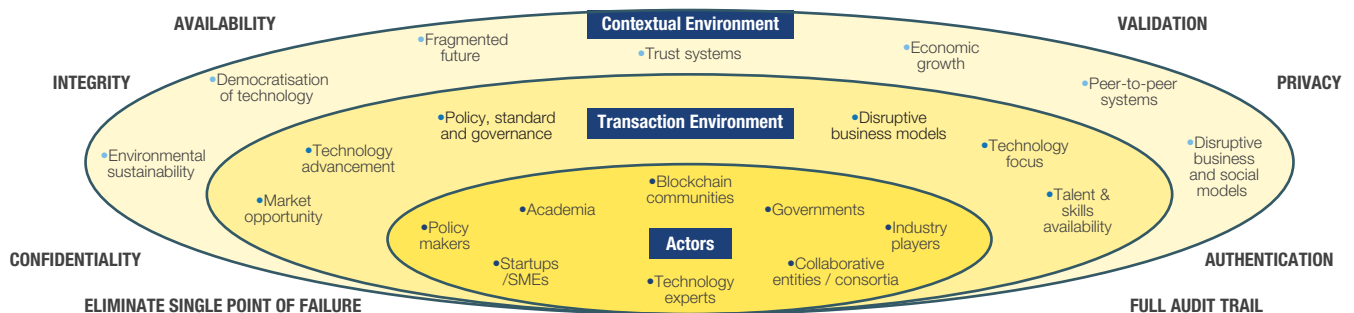 AVAILABILITY
Contextual Environment
VALIDATION
•Fragmented
future
•Trust systems
•Economic
growth
INTEGRITY
•Democratisation
of technology
•Peer-to-peer
systems
PRIVACY
•Policy, standard
and governance
Transaction Environment
•Disruptive
business models
•Environmental
sustainability
•Technology
advancement
•Technology
focus
•Disruptive
business
and social
models
•Market
opportunity
•Blockchain
communities
•Talent &
skills
availability
•Academia
•Governments
•Policy
makers
Actors
•Industry
players
CONFIDENTIALITY
•Startups
/SMEs
•Technology
experts
•Collaborative
entities / consortia
AUTHENTICATION
ELIMINATE SINGLE POINT OF FAILURE
FULL AUDIT TRAIL